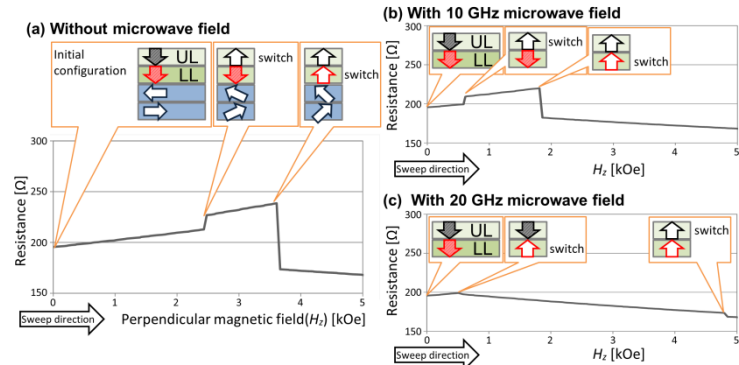 (a) Without microwave field
Initial
configuration
UL
LL
switch
switch
Resistance [Ω]
300
250
200
150
0
1
2
3
4
5
Sweep direction
Perpendicular magnetic field(Hz) [kOe]
(b) With 10 GHz microwave field
300
250
200
150
Resistance [Ω]
UL
LL
switch
switch
0
1
2
3
4
5
Sweep direction
Hz [kOe]
(c) With 20 GHz microwave field
300
250
200
150
Resistance [Ω]
UL
LL
switch
switch
0
1
2
3
4
5
Sweep direction
Hz [kOe]